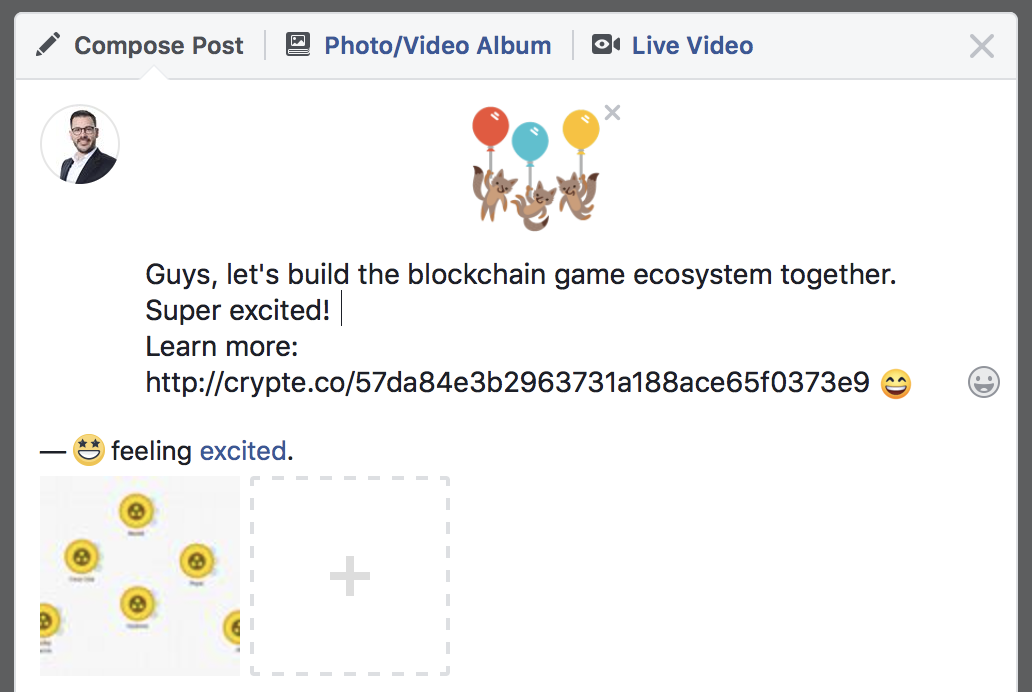 Compose Post
Photo/Video Album
Live Video
Guys, let's build the blockchain game ecosystem together.
Super excited!
Learn more:
http://crypte.co/57da84e3b2963731a188ace65f0373e9 😄
— 🤩 feeling excited.